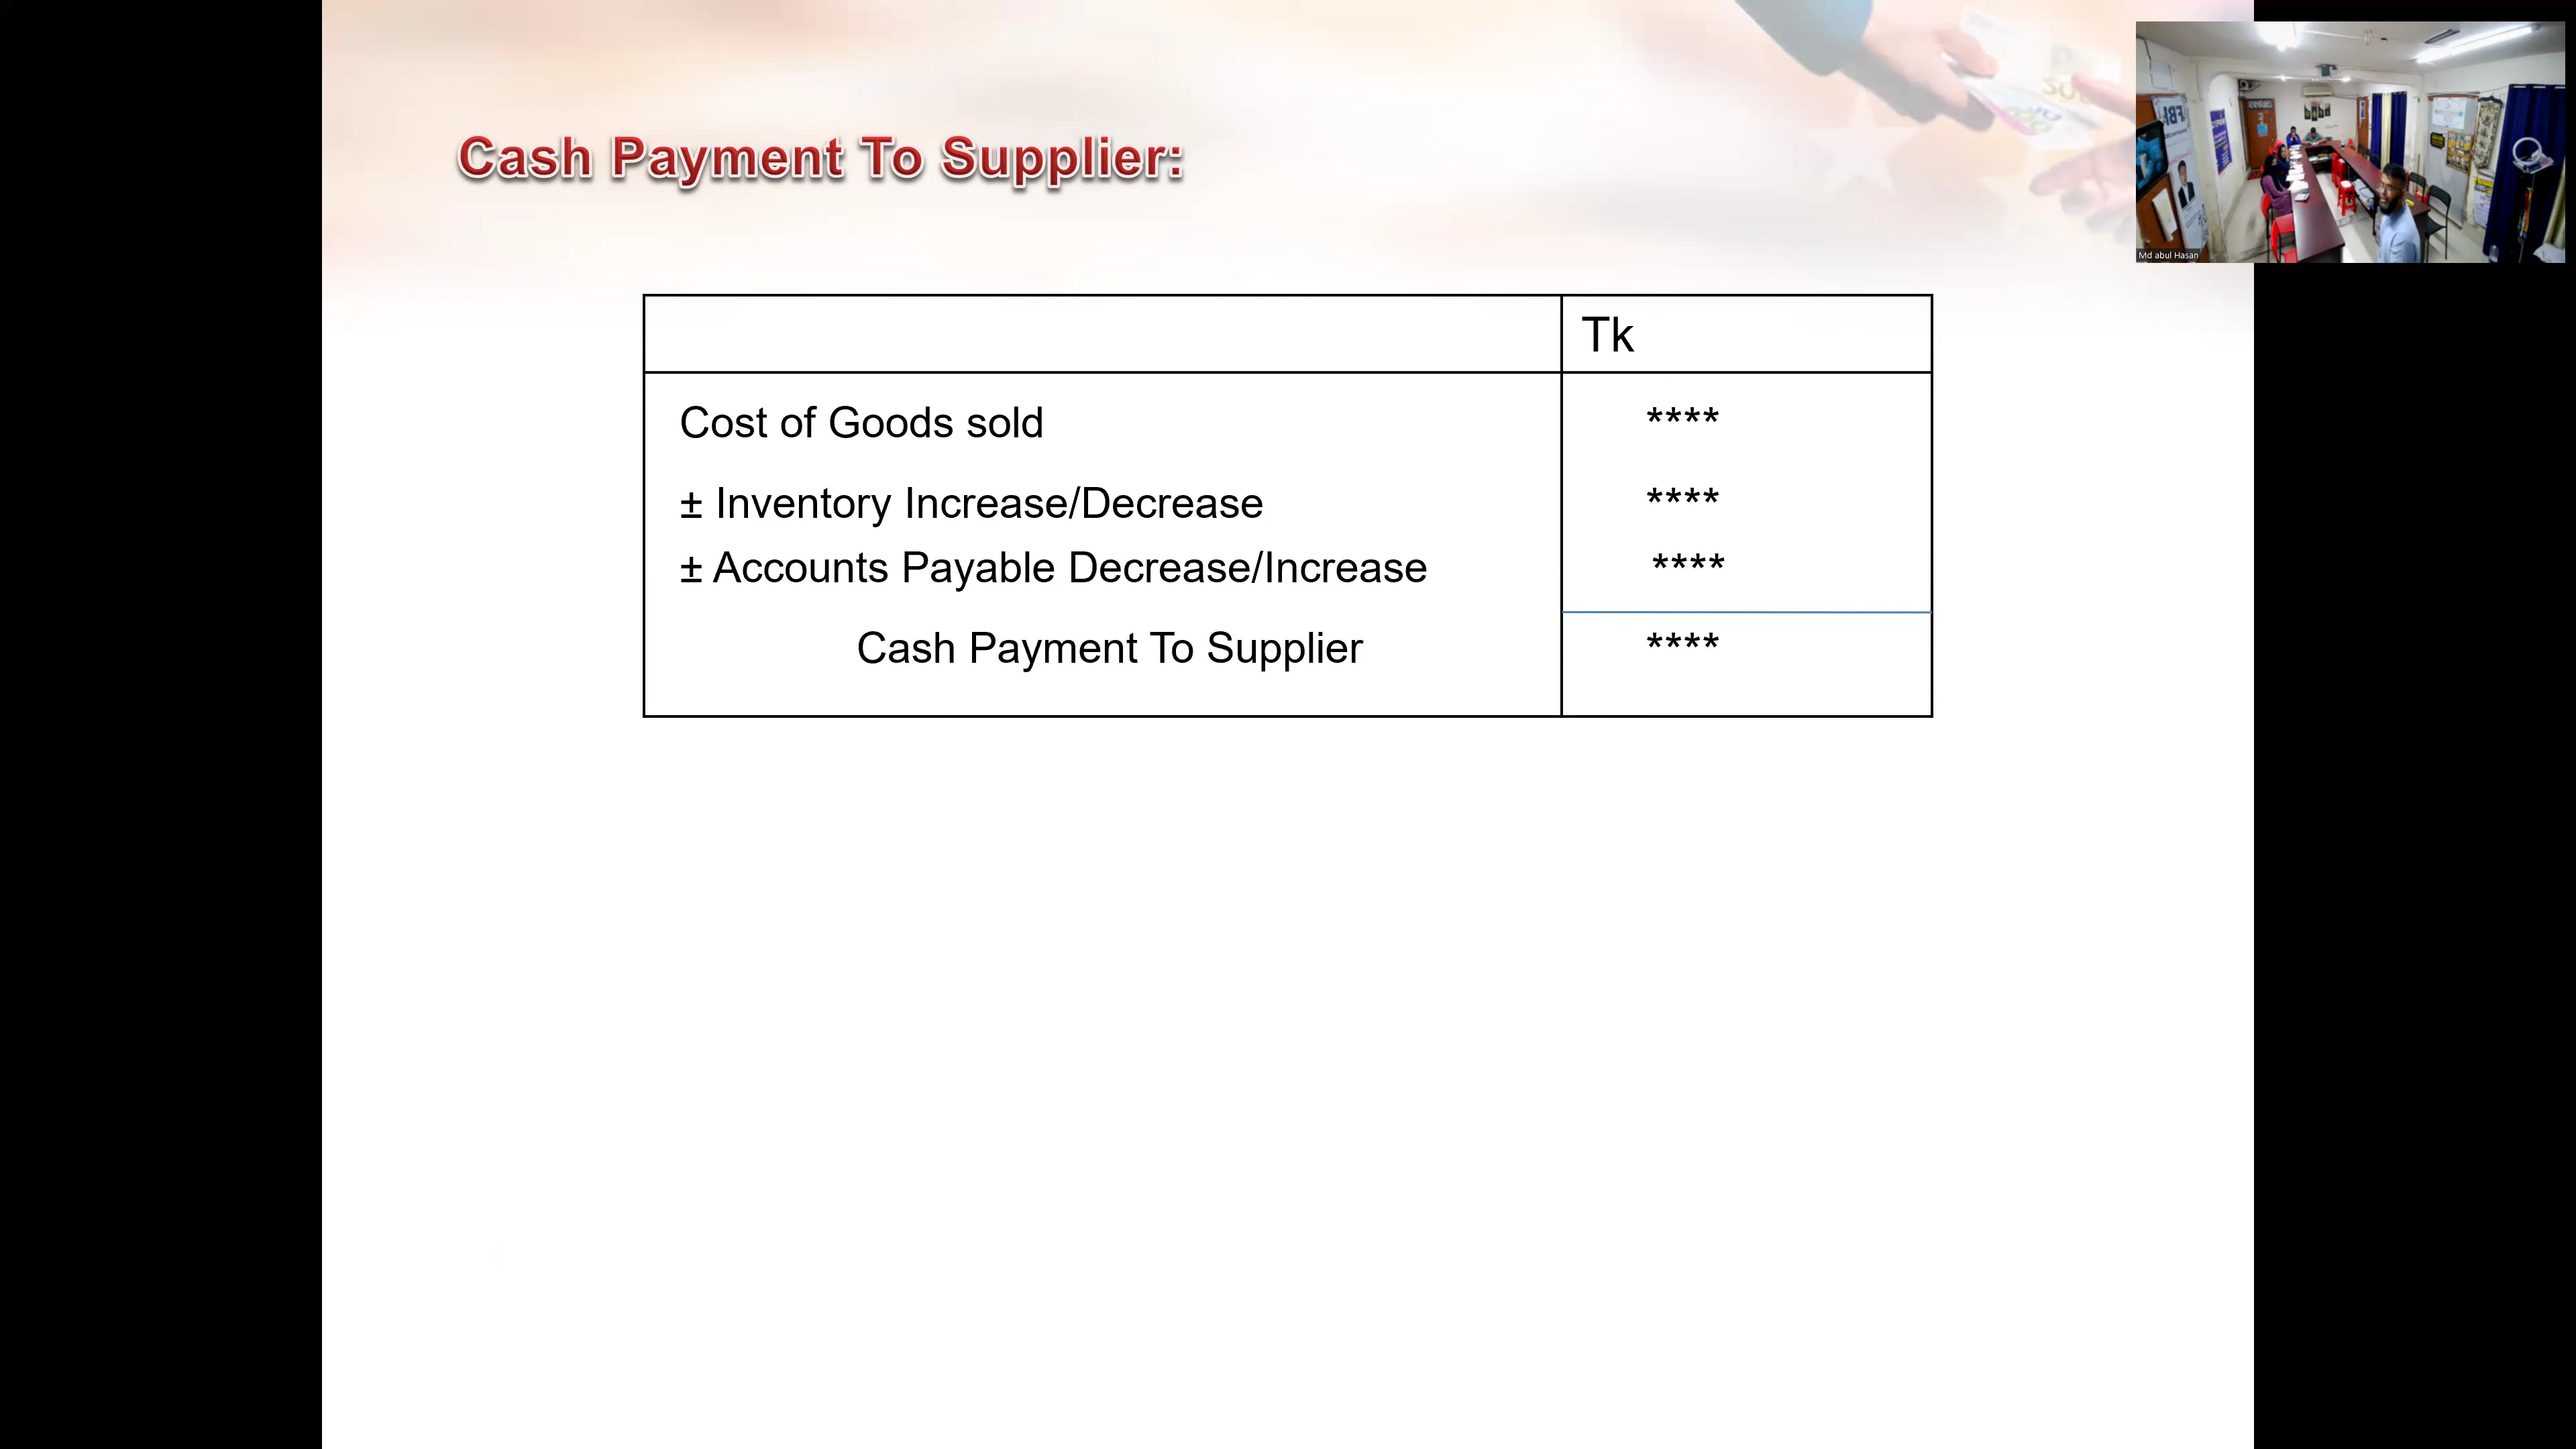 Cash Payment To Supplier:
Tk
Cost of Goods sold ****
± Inventory Increase/Decrease ****
± Accounts Payable Decrease/Increase ****
Cash Payment To Supplier ****
Md abul Hasan